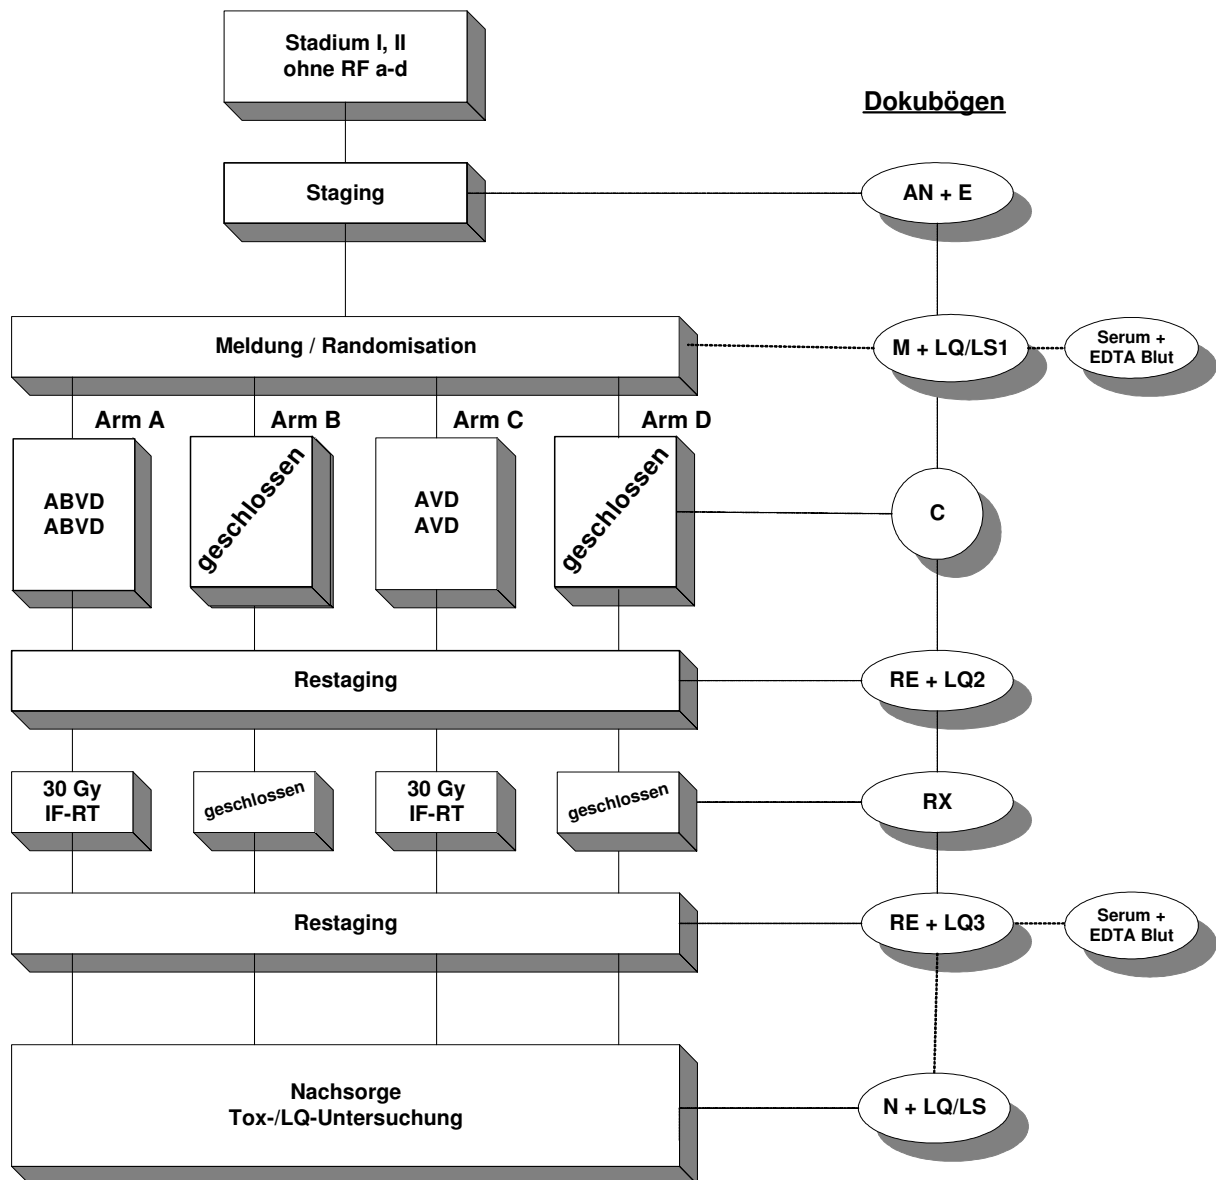 Stadium I, II
ohne RF a-d
Dokubögen
Staging
AN + E
Meldung / Randomisation
M + LQ/LS1
Serum +
EDTA Blut
Arm A
Arm B
Arm C
Arm D
ABVD
ABVD
geschlossen
AVD
AVD
geschlossen
C
Restaging
RE + LQ2
30 Gy
IF-RT
geschlossen
30 Gy
IF-RT
geschlossen
RX
Restaging
RE + LQ3
Serum +
EDTA Blut
Nachsorge
Tox-/LQ-Untersuchung
N + LQ/LS